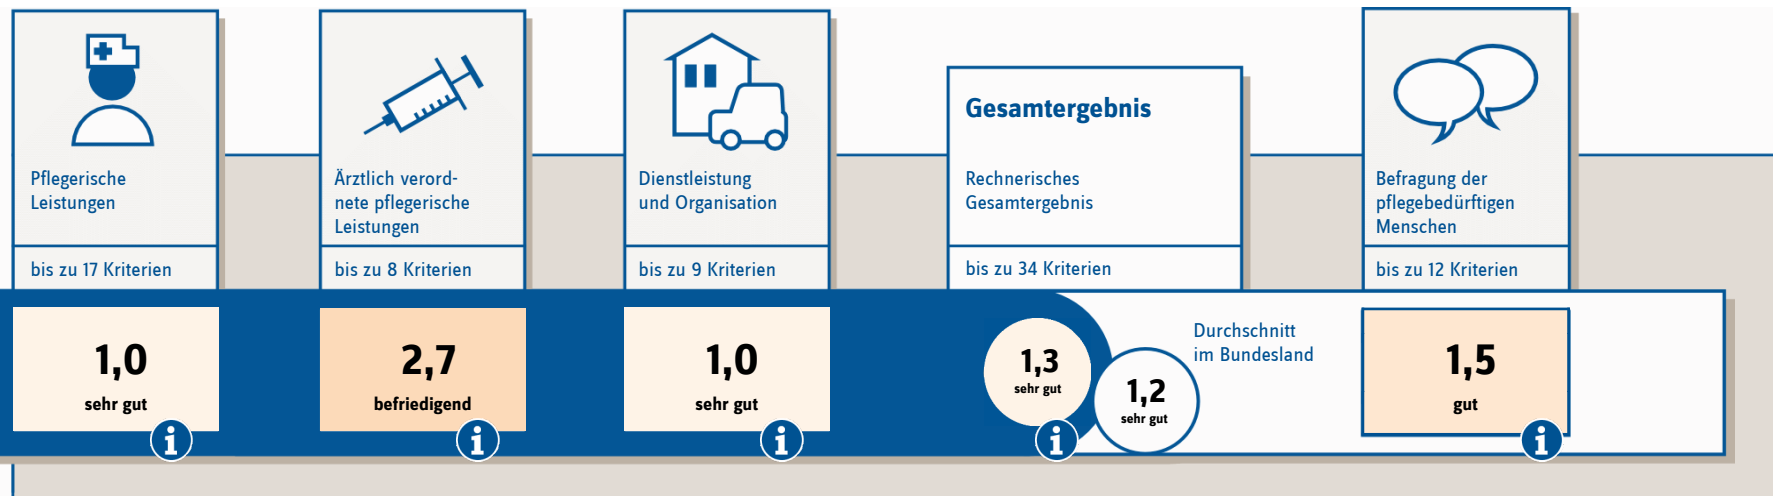 Pflegerische
Leistungen
bis zu 17 Kriterien
1,0
sehr gut
i
Ärztlich verord-
nete pflegerische
Leistungen
bis zu 8 Kriterien
2,7
befriedigend
i
Dienstleistung
und Organisation
bis zu 9 Kriterien
1,0
sehr gut
i
Gesamtergebnis
Rechnerisches
Gesamtergebnis
bis zu 34 Kriterien
1,3
sehr gut
i
1,2
sehr gut
Durchschnitt
im Bundesland
Befragung der
pflegebedürftigen
Menschen
bis zu 12 Kriterien
1,5
gut
i